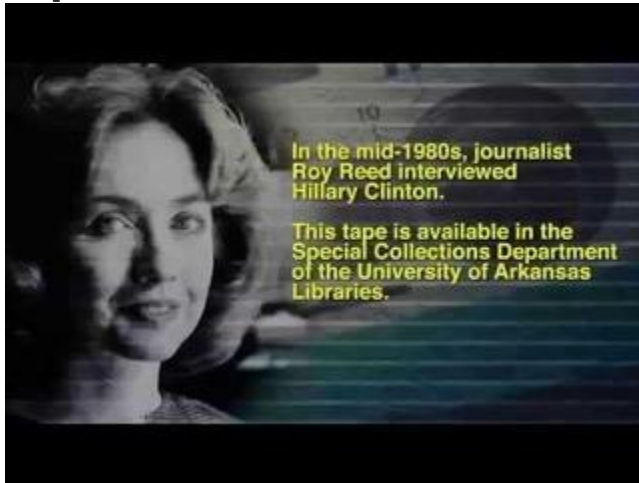 10
In the mid-1980s, journalist
Roy Reed interviewed
Hillary Clinton.
This tape is available in the
Special Collections Department
of the University of Arkansas
Libraries.